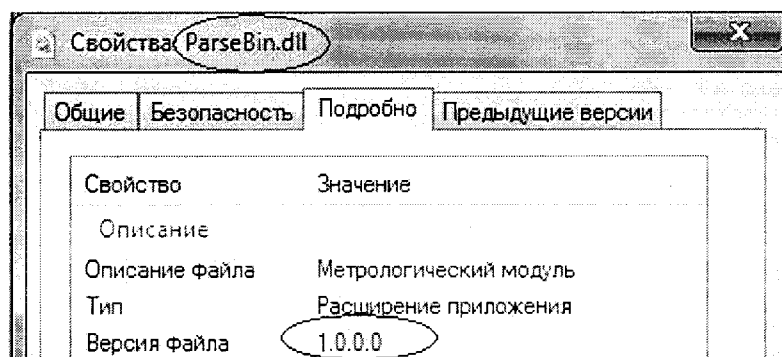 Свойства: ParseBin.dll
Общие Безопасность Подробно Предыдущие версии
Свойство Значение
Описание
Описание файла Метрологический модуль
Тип Расширение приложения
Версия файла 1.0.0.0